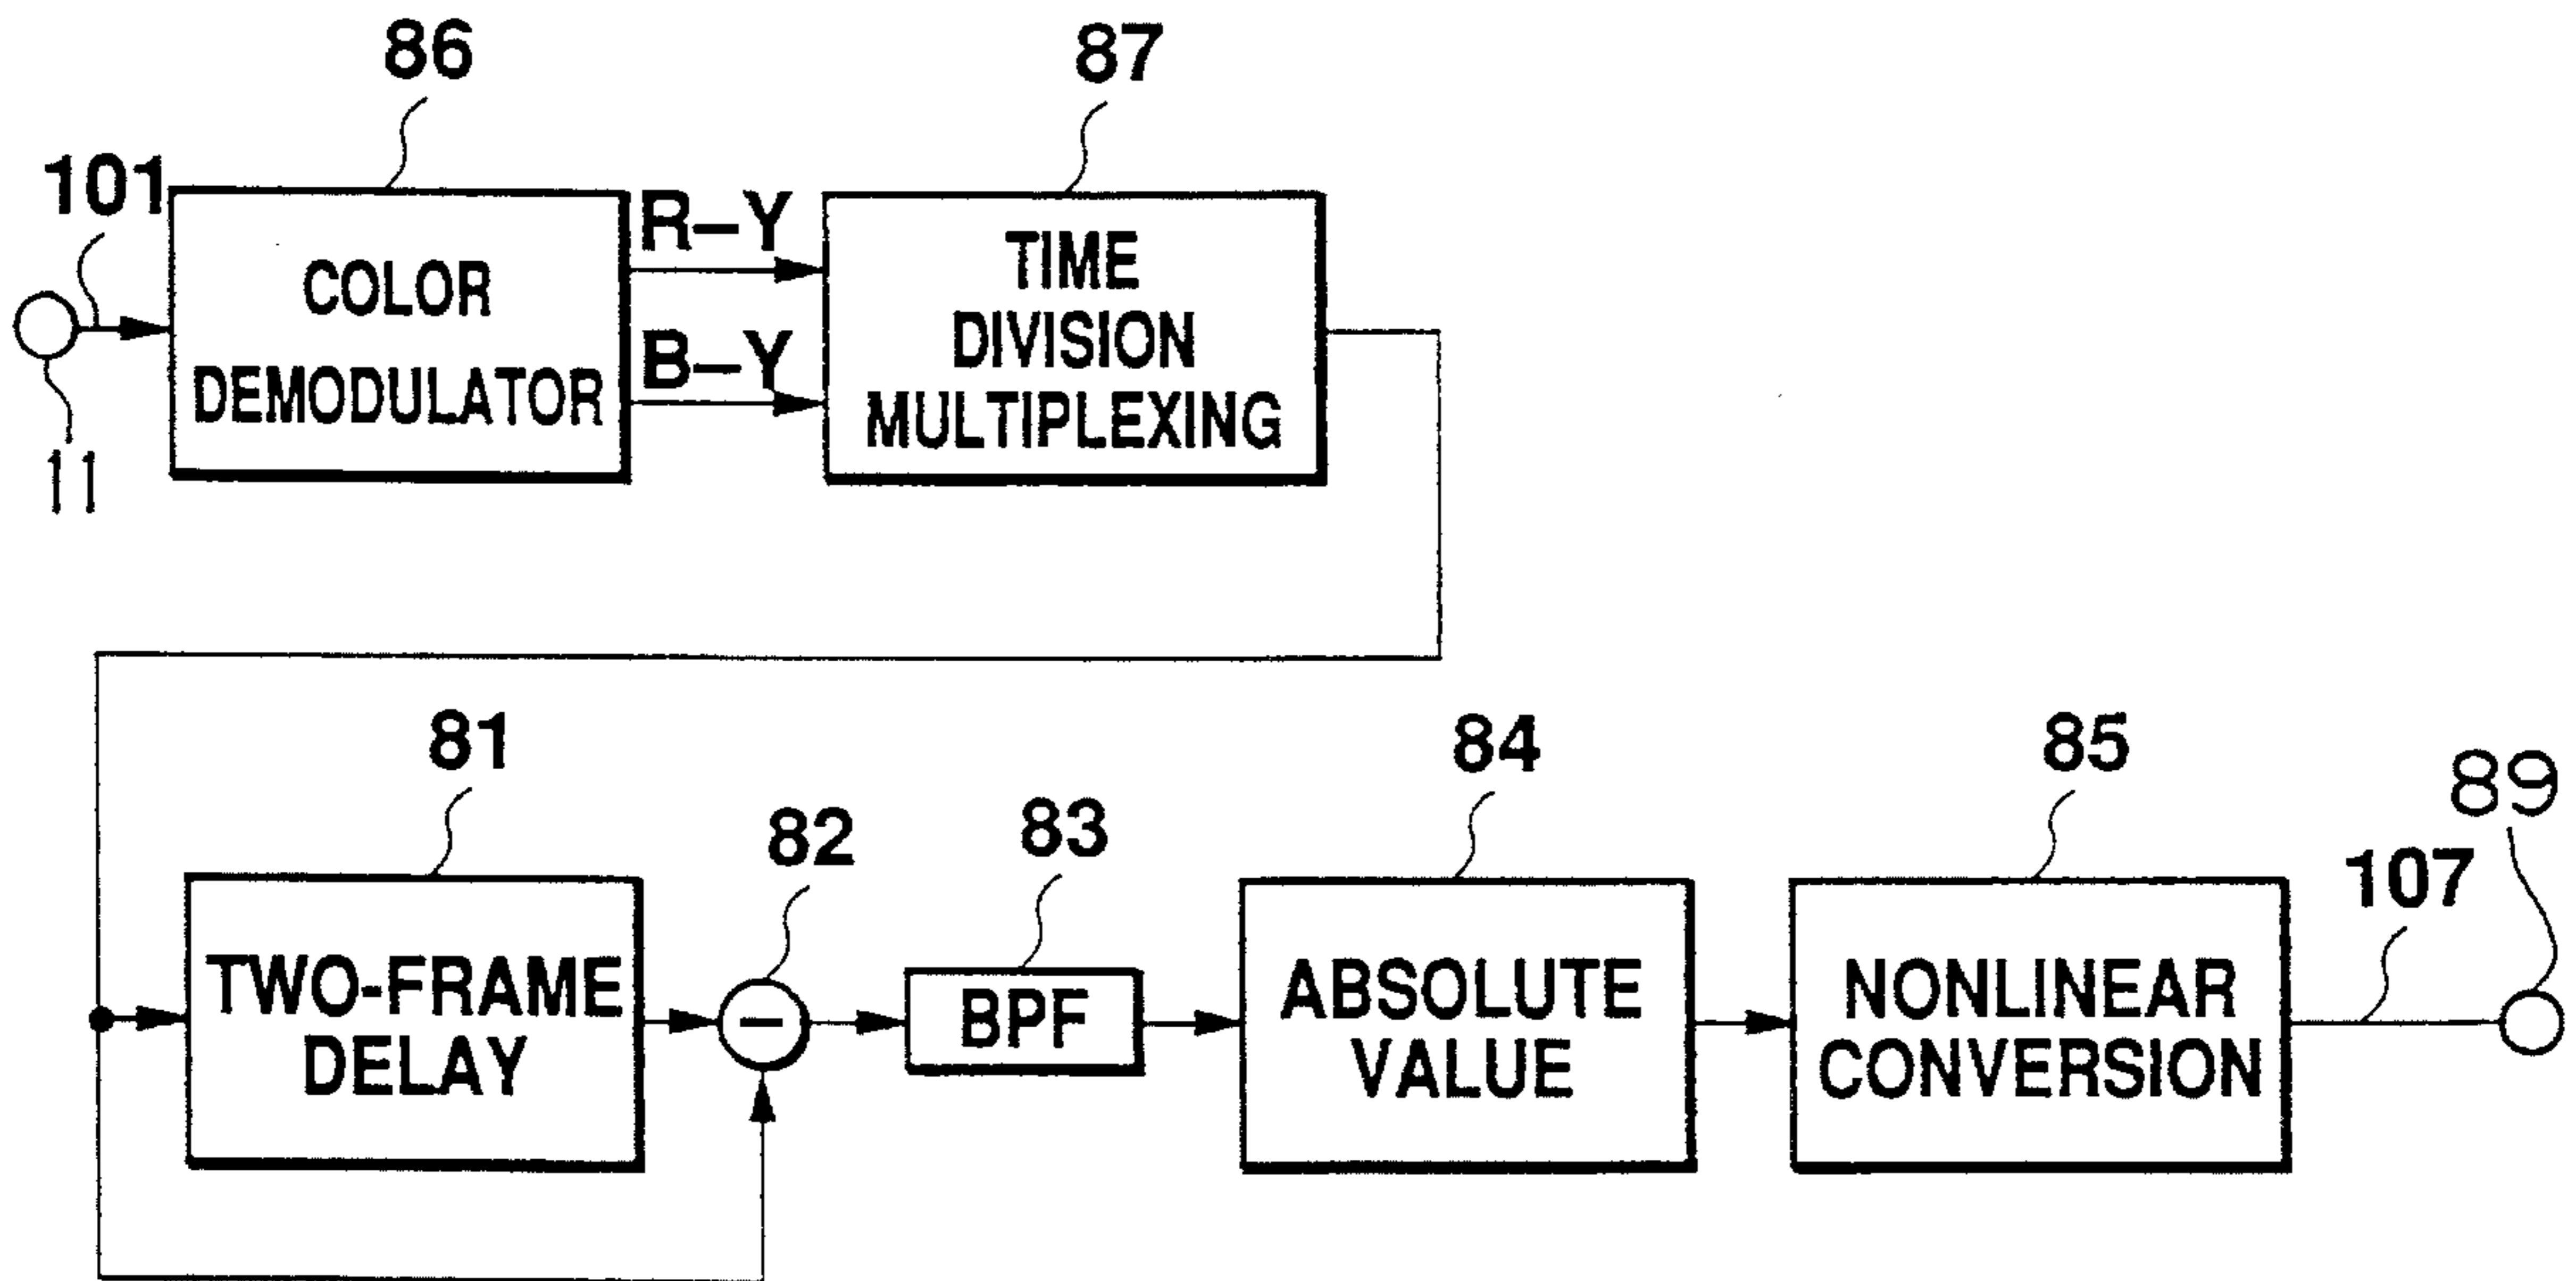 86
87
101
COLOR
DEMODULATOR
R–Y
B–Y
TIME
DIVISION
MULTIPLEXING
11
81
82
83
84
85
89
107
TWO-FRAME
DELAY
–
BPF
ABSOLUTE
VALUE
NONLINEAR
CONVERSION